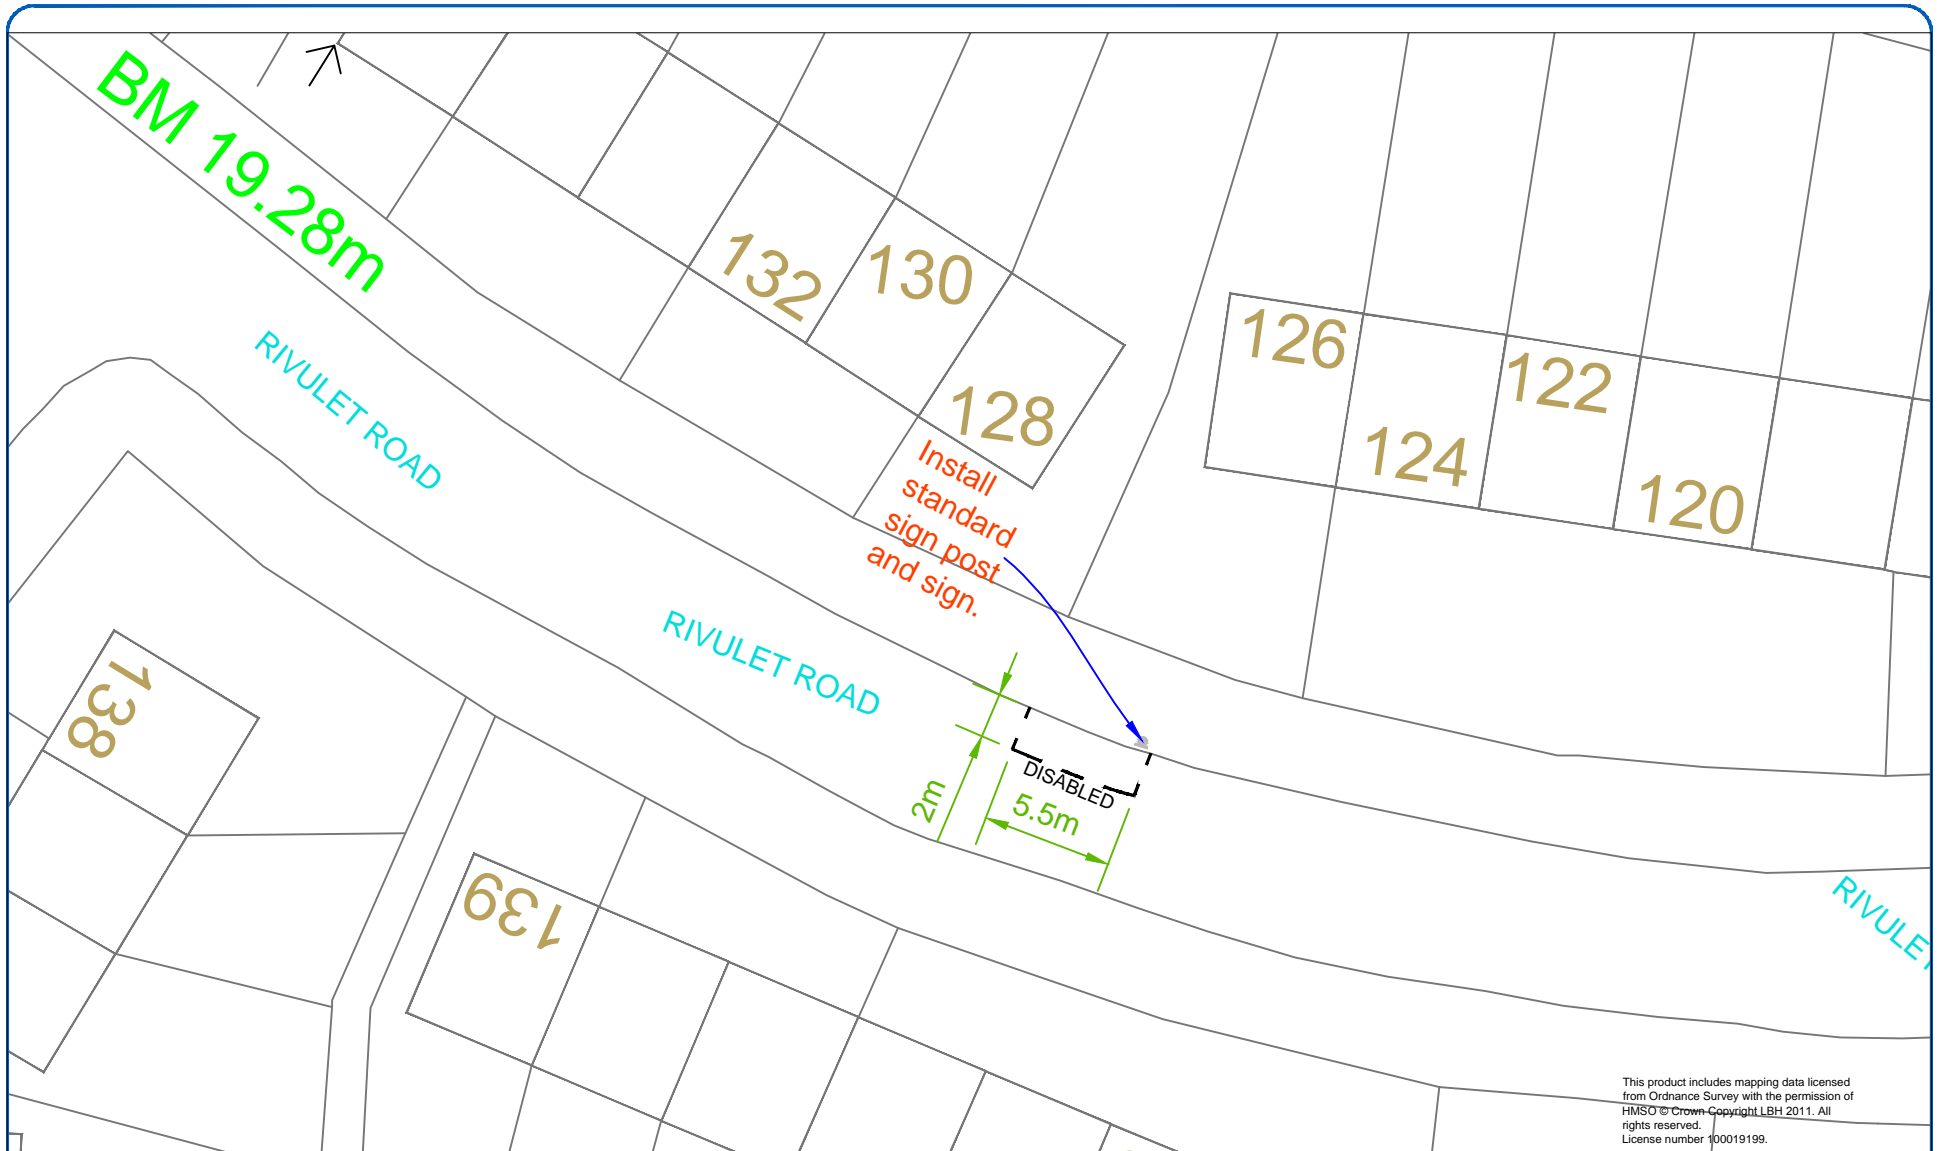 BM 19.28m
132
130
128
126
124
122
120
RIVULET ROAD
Install
standard
sign post
and sign.
RIVULET ROAD
138
139
DISABLED
2m
5.5m
RIVULET
This product includes mapping data licensed
from Ordnance Survey with the permission of
HMSO © Crown Copyright LBH 2011. All
rights reserved.
License number 100019199.